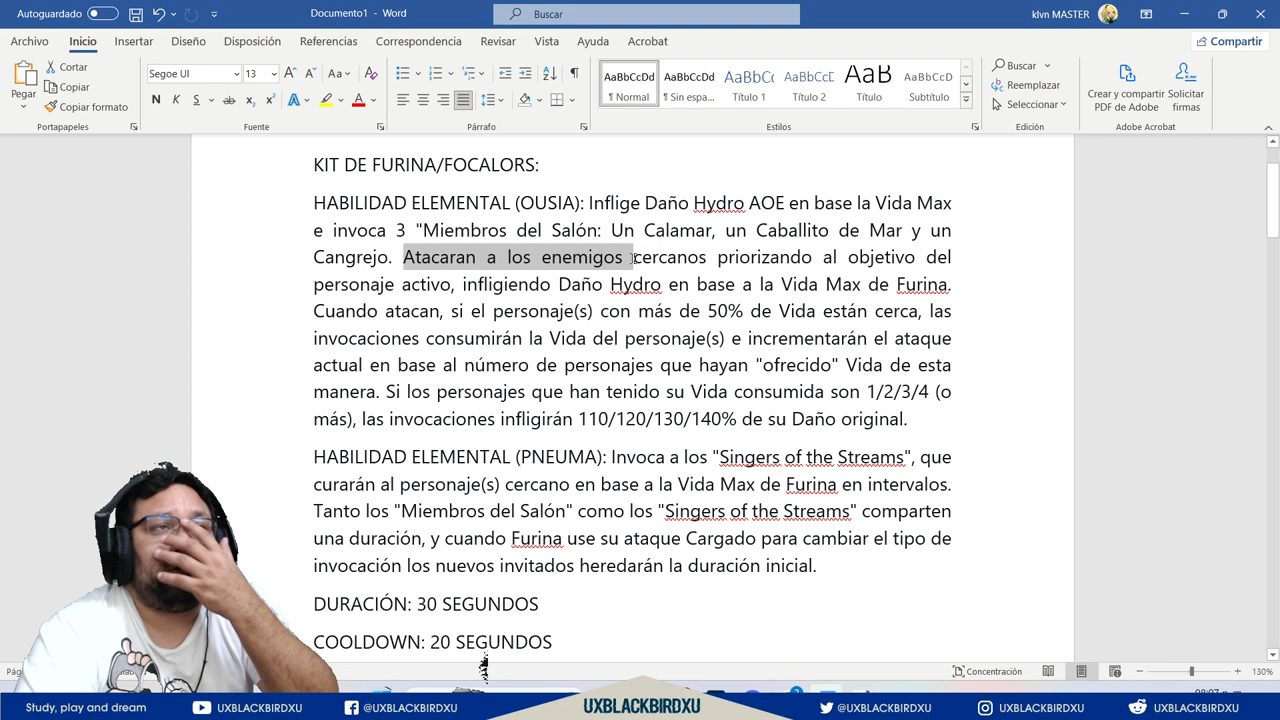 Autoguardado
Documento1 - Word
Buscar
klvn MASTER
Archivo Inicio Insertar Diseño Disposición Referencias Correspondencia Revisar Vista Ayuda Acrobat
Compartir
Pegar
Cortar
Copiar
Copiar formato
Portapapeles
Segoe UI 13
Fuente
Párrafo
AaBbCcDd AaBbCcDd AaBbCc AaBbCcD AaB AaBbCcD
¶ Normal ¶ Sin espa... Título 1 Título 2 Título Subtítulo
Estilos
Buscar
Reemplazar
Seleccionar
Edición
Crear y compartir Solicitar
PDF de Adobe firmas
Adobe Acrobat
KIT DE FURINA/FOCALORS:
HABILIDAD ELEMENTAL (OUSIA): Inflige Daño Hydro AOE en base la Vida Max
e invoca 3 "Miembros del Salón: Un Calamar, un Caballito de Mar y un
Cangrejo. Atacaran a los enemigos cercanos priorizando al objetivo del
personaje activo, infligiendo Daño Hydro en base a la Vida Max de Furina.
Cuando atacan, si el personaje(s) con más de 50% de Vida están cerca, las
invocaciones consumirán la Vida del personaje(s) e incrementarán el ataque
actual en base al número de personajes que hayan "ofrecido" Vida de esta
manera. Si los personajes que han tenido su Vida consumida son 1/2/3/4 (o
más), las invocaciones infligirán 110/120/130/140% de su Daño original.
HABILIDAD ELEMENTAL (PNEUMA): Invoca a los "Singers of the Streams", que
curarán al personaje(s) cercano en base a la Vida Max de Furina en intervalos.
Tanto los "Miembros del Salón" como los "Singers of the Streams" comparten
una duración, y cuando Furina use su ataque Cargado para cambiar el tipo de
invocación los nuevos invitados heredarán la duración inicial.
DURACIÓN: 30 SEGUNDOS
COOLDOWN: 20 SEGUNDOS
Concentración
130%
Study, play and dream
UXBLACKBIRDXU
@UXBLACKBIRDXU
UXBLACKBIRDXU
@UXBLACKBIRDXU
UXBLACKBIRDXU
@UXBLACKBIRDXU